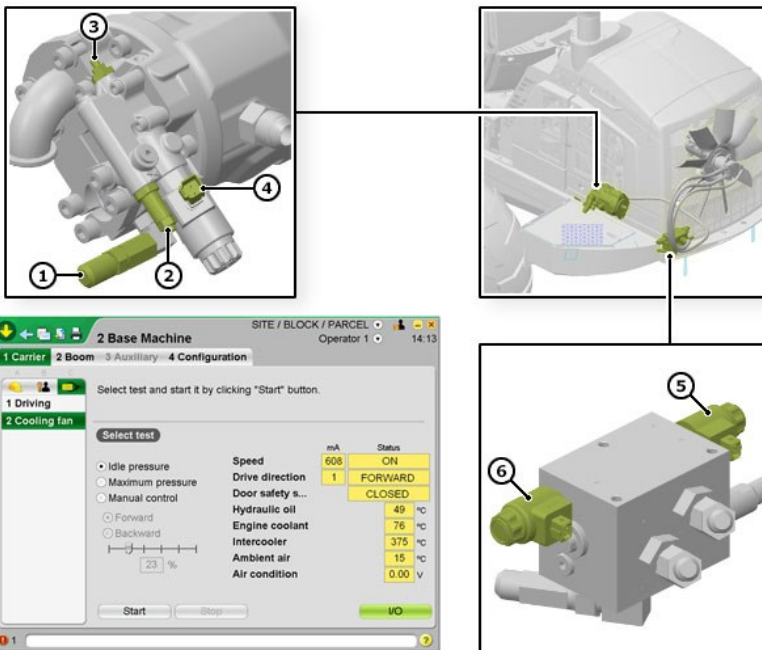 3
4
1
2
5
6
SITE / BLOCK / PARCEL
2 Base Machine
Operator 1
14:13
1 Carrier 2 Boom 3 Auxiliary 4 Configuration
A B C
1 Driving
2 Cooling fan
Select test and start it by clicking "Start" button.
Select test
mA Status
Idle pressure
Maximum pressure
Manual control
Forward
Backward
23 %
Speed 608 ON
Drive direction 1 FORWARD
Door safety s... CLOSED
Hydraulic oil 49 ºC
Engine coolant 76 ºC
Intercooler 375 ºC
Ambient air 15 ºC
Air condition 0.00 V
Start Stop I/O
1 ?